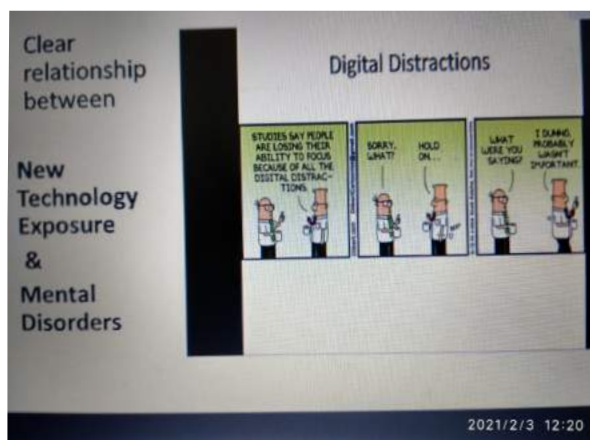 Clear
relationship
between
New
Technology
Exposure
&
Mental
Disorders
Digital Distractions
STUDIES SAY PEOPLE
ARE LOSING THEIR
ABILITY TO FOCUS
BECAUSE OF ALL THE
DIGITAL DISTRAC-
TIONS.
SORRY,
WHAT?
HOLD
ON...
WHAT
WERE YOU
SAYING?
I DUNNO.
PROBABLY
WASN'T
IMPORTANT.
2021/2/3 12:20